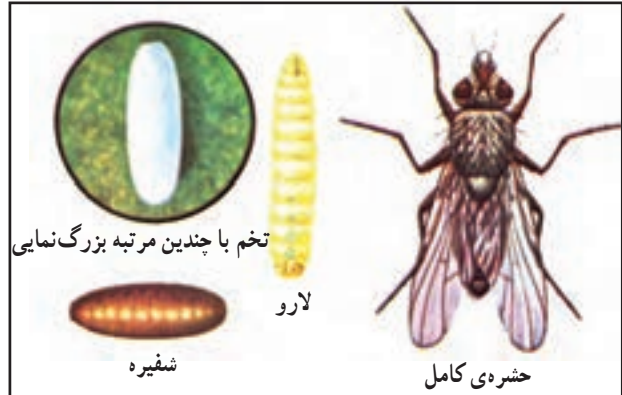 تخم با چندین مرتبه بزرگ‌نمایی
لارو
شفیره
حشره‌ی کامل